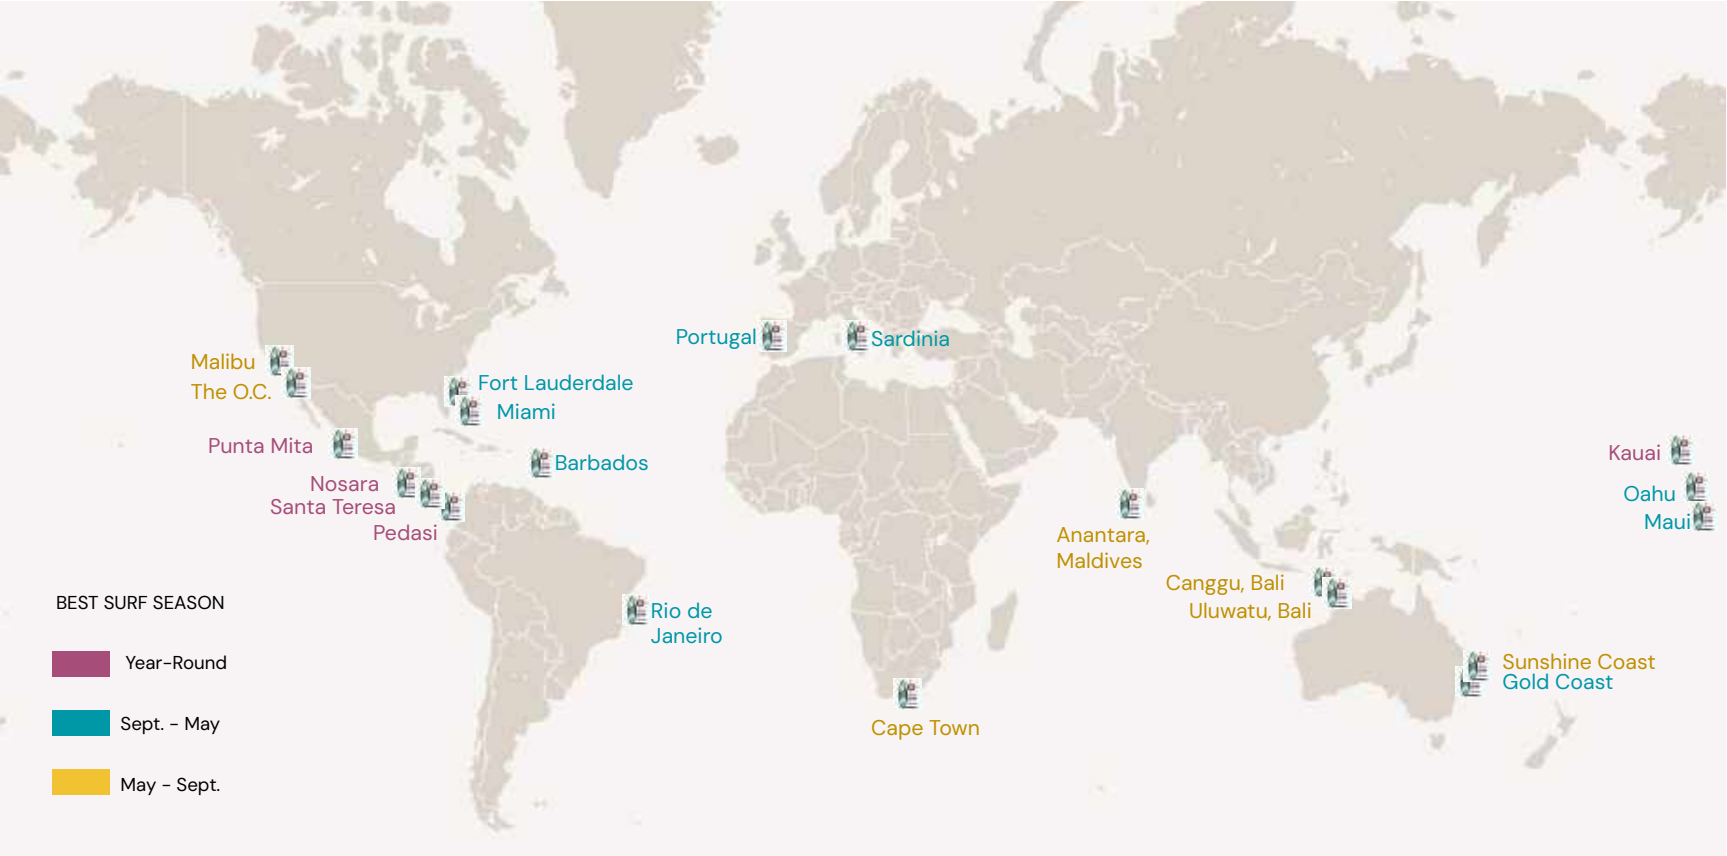 Portugal
Sardinia
Malibu
The O.C.
Fort Lauderdale
Miami
Punta Mita
Barbados
Nosara
Santa Teresa
Pedasi
Kauai
Oahu
Maui
Anantara,
Maldives
Canggu, Bali
Uluwatu, Bali
Rio de
Janeiro
Sunshine Coast
Gold Coast
Cape Town
BEST SURF SEASON
Year-Round
Sept. - May
May - Sept.